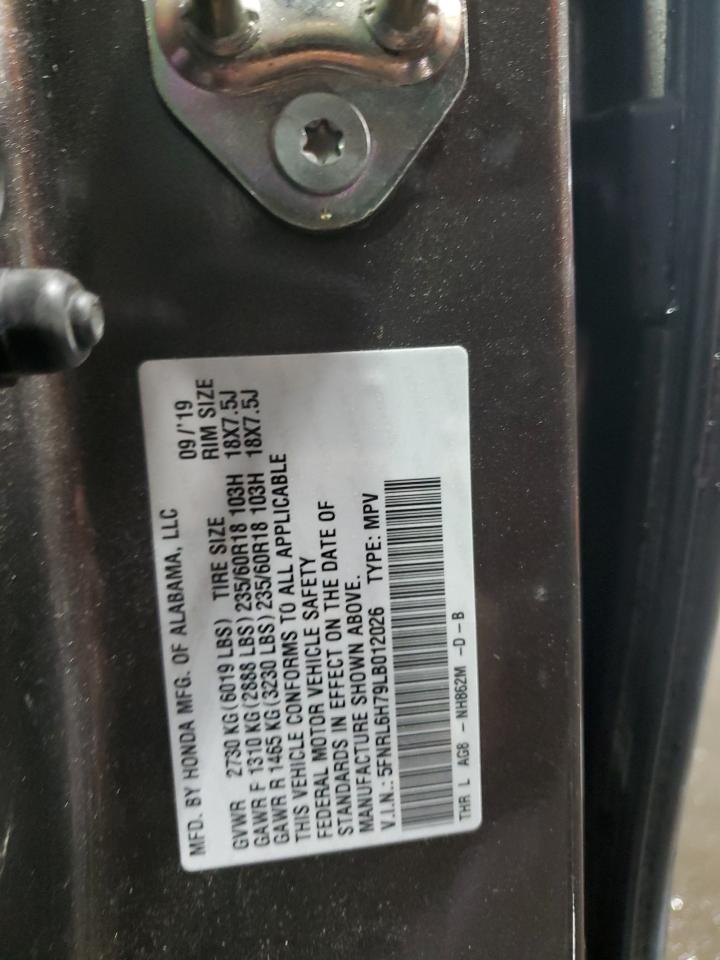 MFD. BY HONDA MFG. OF ALABAMA, LLC 09/'19
GVWR 2730 KG (6019 LBS) TIRE SIZE RIM SIZE
GAWR F 1310 KG (2888 LBS) 235/60R18 103H 18X7.5J
GAWR R 1465 KG (3230 LBS) 235/60R18 103H 18X7.5J
THIS VEHICLE CONFORMS TO ALL APPLICABLE
FEDERAL MOTOR VEHICLE SAFETY
STANDARDS IN EFFECT ON THE DATE OF
MANUFACTURE SHOWN ABOVE.
V.I.N.: 5FNRL6H79LB012026 TYPE: MPV
THR L AG8 - NH862M -D-B